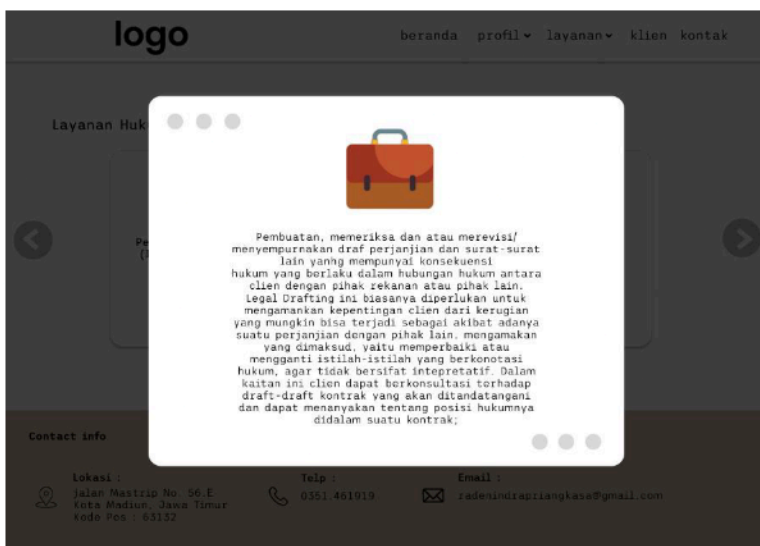 logo
beranda profil layanan klien kontak
Layanan Huk
Pembuatan, memeriksa dan atau merevisi/
menyempurnakan draf perjanjian dan surat-surat
lain yanhg mempunyai konsekuensi
hukum yang berlaku dalam hubungan hukum antara
clien dengan pihak rekanan atau pihak lain.
Legal Drafting ini biasanya diperlukan untuk
mengamankan kepentingan clien dari kerugian
yang mungkin bisa terjadi sebagai akibat adanya
suatu perjanjian dengan pihak lain. mengamakan
yang dimaksud, yaitu memperbaiki atau
mengganti istilah-istilah yang berkonotasi
hukum, agar tidak bersifat intepretatif. Dalam
kaitan ini clien dapat berkonsultasi terhadap
draft-draft kontrak yang akan ditandatangani
dan dapat menanyakan tentang posisi hukumnya
didalam suatu kontrak;
Contact info
Lokasi :
Jalan Mastrip No. 56.E
Kota Madiun, Jawa Timur
Kode Pos : 63132
Telp :
0351.461919
Email :
radenindrapriangkasa@gmail.com